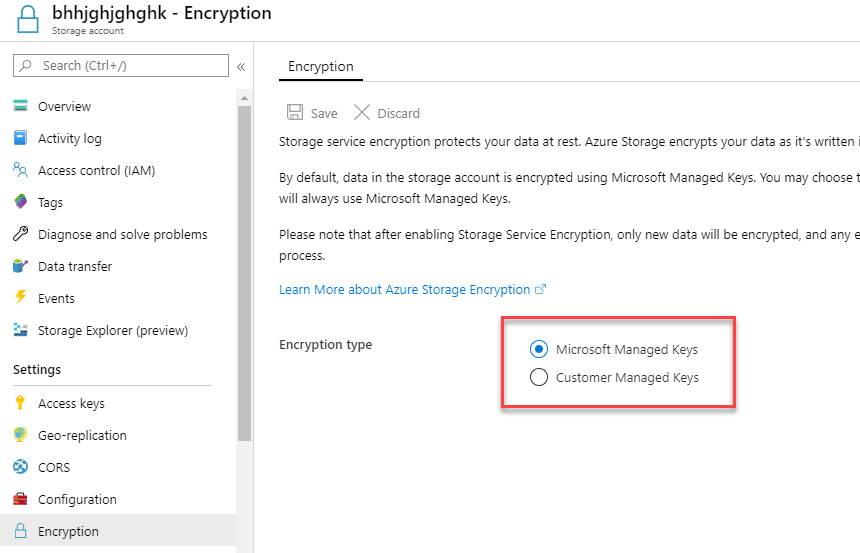 bhhjghjghghk - Encryption
Storage account
Search (Ctrl+/)
«
Overview
Activity log
Access control (IAM)
Tags
Diagnose and solve problems
Data transfer
Events
Storage Explorer (preview)
Settings
Access keys
Geo-replication
CORS
Configuration
Encryption
Encryption
Save
Discard
Storage service encryption protects your data at rest. Azure Storage encrypts your data as it's written i
By default, data in the storage account is encrypted using Microsoft Managed Keys. You may choose t
will always use Microsoft Managed Keys.
Please note that after enabling Storage Service Encryption, only new data will be encrypted, and any e
process.
Learn More about Azure Storage Encryption
Encryption type
Microsoft Managed Keys
Customer Managed Keys